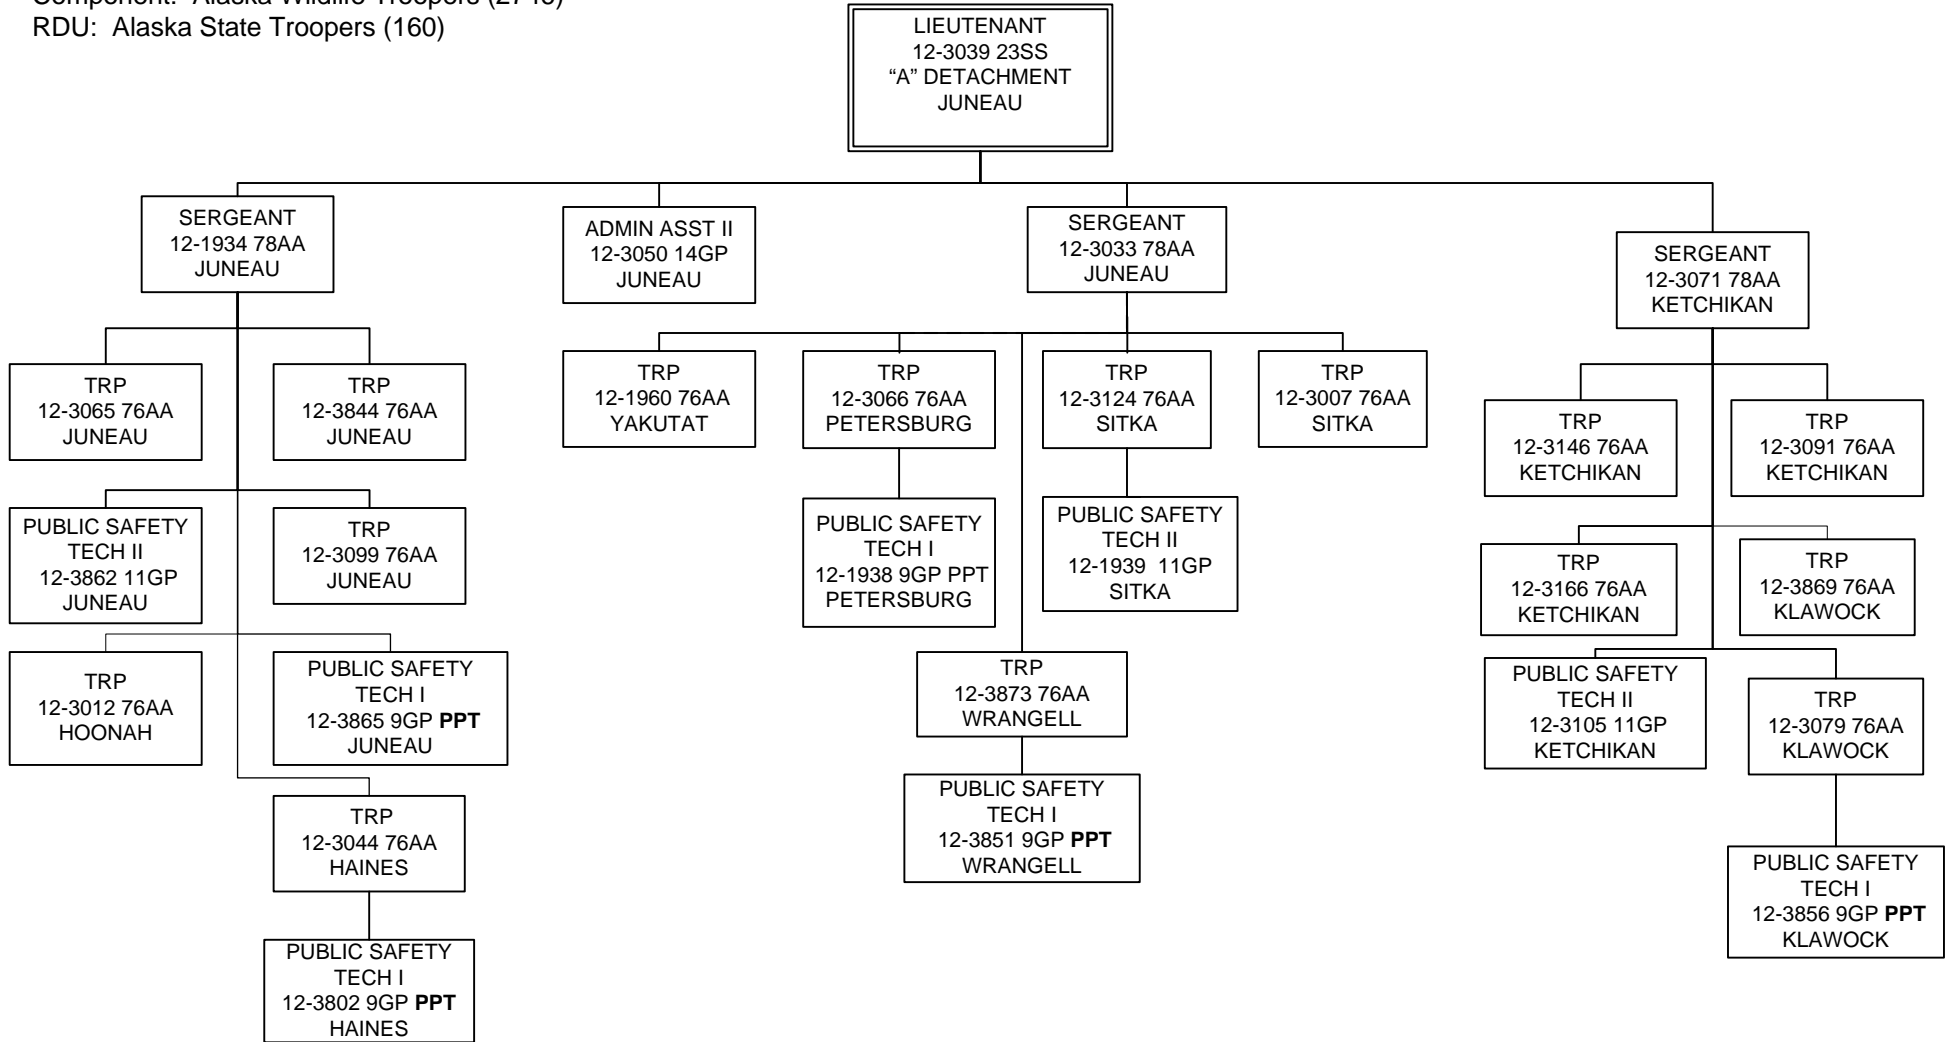 RDU: Alaska State Troopers (160)
LIEUTENANT
12-3039 23SS
“A” DETACHMENT
JUNEAU
SERGEANT
12-1934 78AA
JUNEAU
ADMIN ASST II
12-3050 14GP
JUNEAU
SERGEANT
12-3033 78AA
JUNEAU
SERGEANT
12-3071 78AA
KETCHIKAN
TRP
12-3065 76AA
JUNEAU
TRP
12-3844 76AA
JUNEAU
TRP
12-1960 76AA
YAKUTAT
TRP
12-3066 76AA
PETERSBURG
TRP
12-3124 76AA
SITKA
TRP
12-3007 76AA
SITKA
TRP
12-3146 76AA
KETCHIKAN
TRP
12-3091 76AA
KETCHIKAN
PUBLIC SAFETY
TECH II
12-3862 11GP
JUNEAU
TRP
12-3099 76AA
JUNEAU
PUBLIC SAFETY
TECH I
12-1938 9GP PPT
PETERSBURG
PUBLIC SAFETY
TECH II
12-1939 11GP
SITKA
TRP
12-3166 76AA
KETCHIKAN
TRP
12-3869 76AA
KLAWOCK
TRP
12-3012 76AA
HOONAH
PUBLIC SAFETY
TECH I
12-3865 9GP PPT
JUNEAU
TRP
12-3873 76AA
WRANGELL
PUBLIC SAFETY
TECH II
12-3105 11GP
KETCHIKAN
TRP
12-3079 76AA
KLAWOCK
TRP
12-3044 76AA
HAINES
PUBLIC SAFETY
TECH I
12-3851 9GP PPT
WRANGELL
PUBLIC SAFETY
TECH I
12-3856 9GP PPT
KLAWOCK
PUBLIC SAFETY
TECH I
12-3802 9GP PPT
HAINES